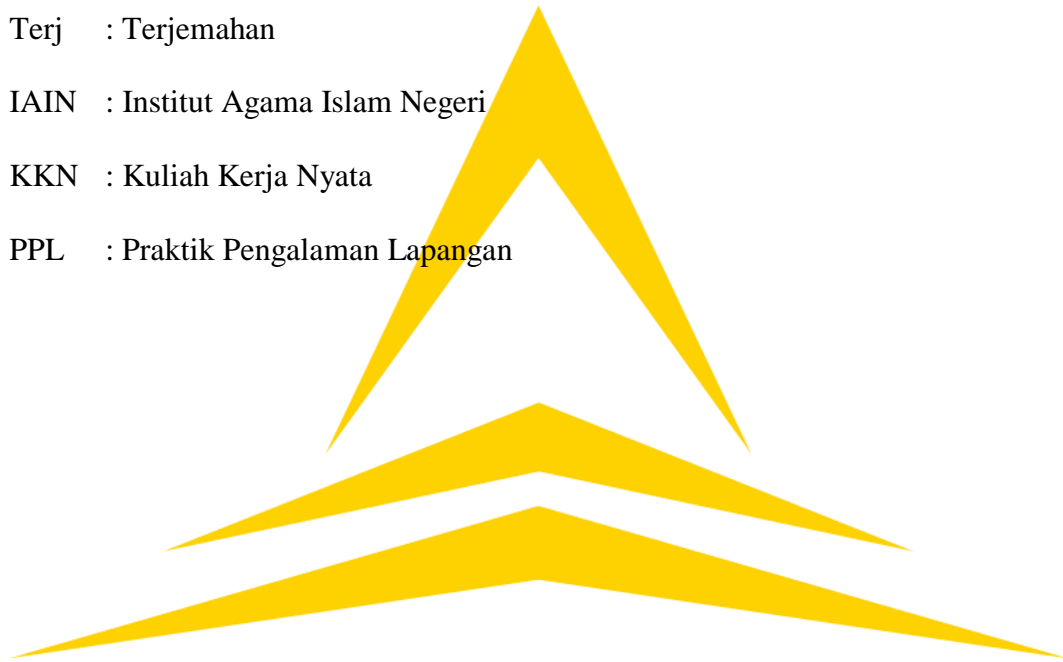 Terj : Terjemahan
IAIN : Institut Agama Islam Negeri
KKN : Kuliah Kerja Nyata
PPL : Praktik Pengalaman Lapangan